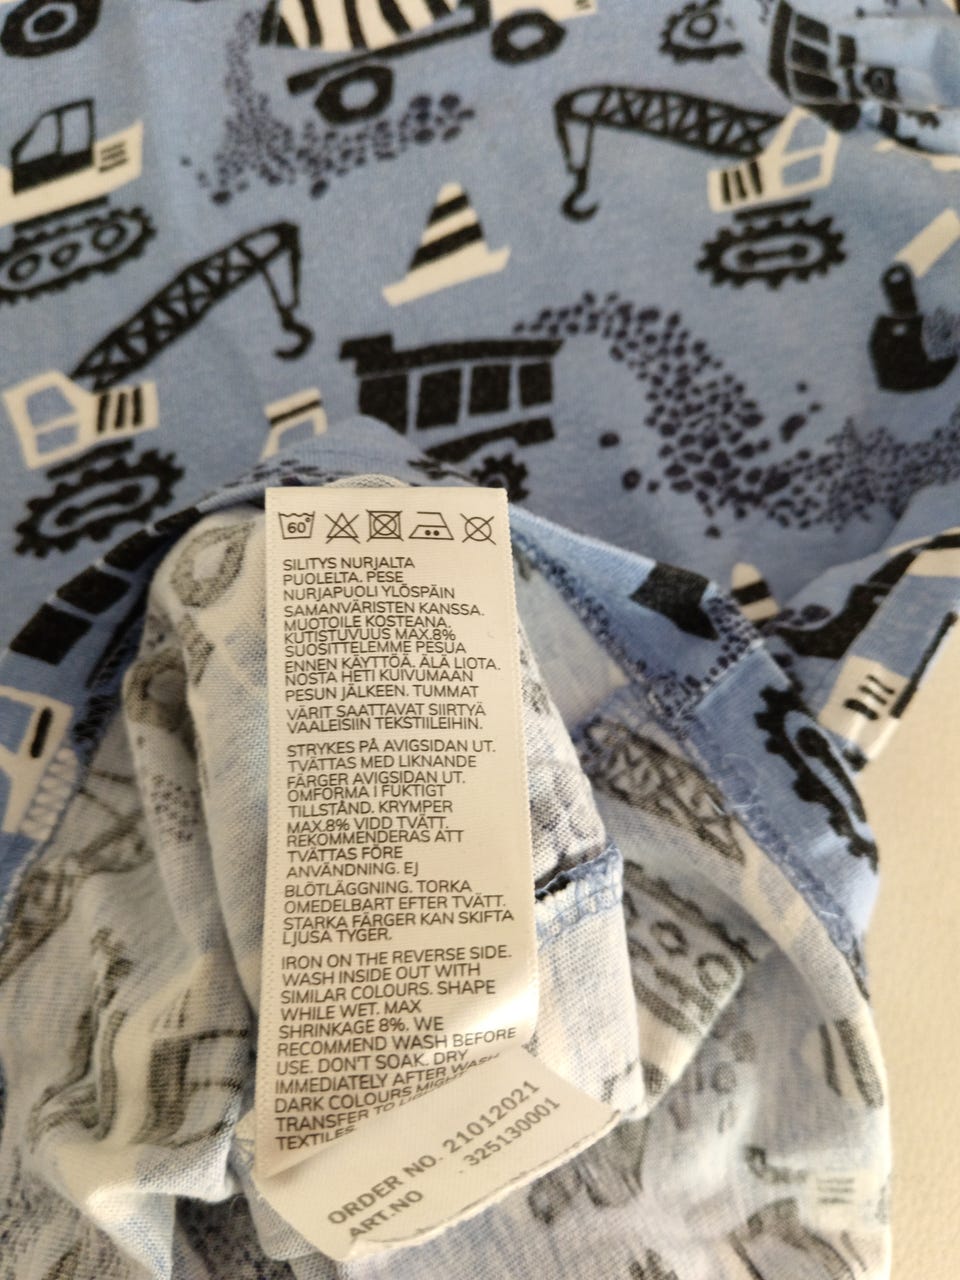 60°
SILITYS NURJALTA
PUOLELTA. PESE
NURJAPUOLI YLÖSPÄIN
SAMANVÄRISTEN KANSSA.
MUOTOILE KOSTEANA.
KUTISTUVUUS MAX.8%
SUOSITTELEMME PESUA
ENNEN KÄYTTÖÄ. ÄLÄ LIOTA.
NOSTA HETI KUIVUMAAN
PESUN JÄLKEEN. TUMMAT
VÄRIT SAATTAVAT SIIRTYÄ
VAALEISIIN TEKSTIILEIHIN.
STRYKES PÅ AVIGSIDAN UT.
TVÄTTAS MED LIKNANDE
FÄRGER AVIGSIDAN UT.
OMFORMA I FUKTIGT
TILLSTÅND. KRYMPER
MAX.8% VIDD TVÄTT.
REKOMMENDERAS ATT
TVÄTTAS FÖRE
ANVÄNDNING. EJ
BLÖTLÄGGNING. TORKA
OMEDELBART EFTER TVÄTT.
STARKA FÄRGER KAN SKIFTA
LJUSA TYGER.
IRON ON THE REVERSE SIDE.
WASH INSIDE OUT WITH
SIMILAR COLOURS. SHAPE
WHILE WET. MAX
SHRINKAGE 8%. WE
RECOMMEND WASH BEFORE
USE. DON'T SOAK. DRY
IMMEDIATELY AFTER WASH
DARK COLOURS MIGHT
TRANSFER TO
TEXTILES
ORDER NO. 21012021
ART.NO 325130001